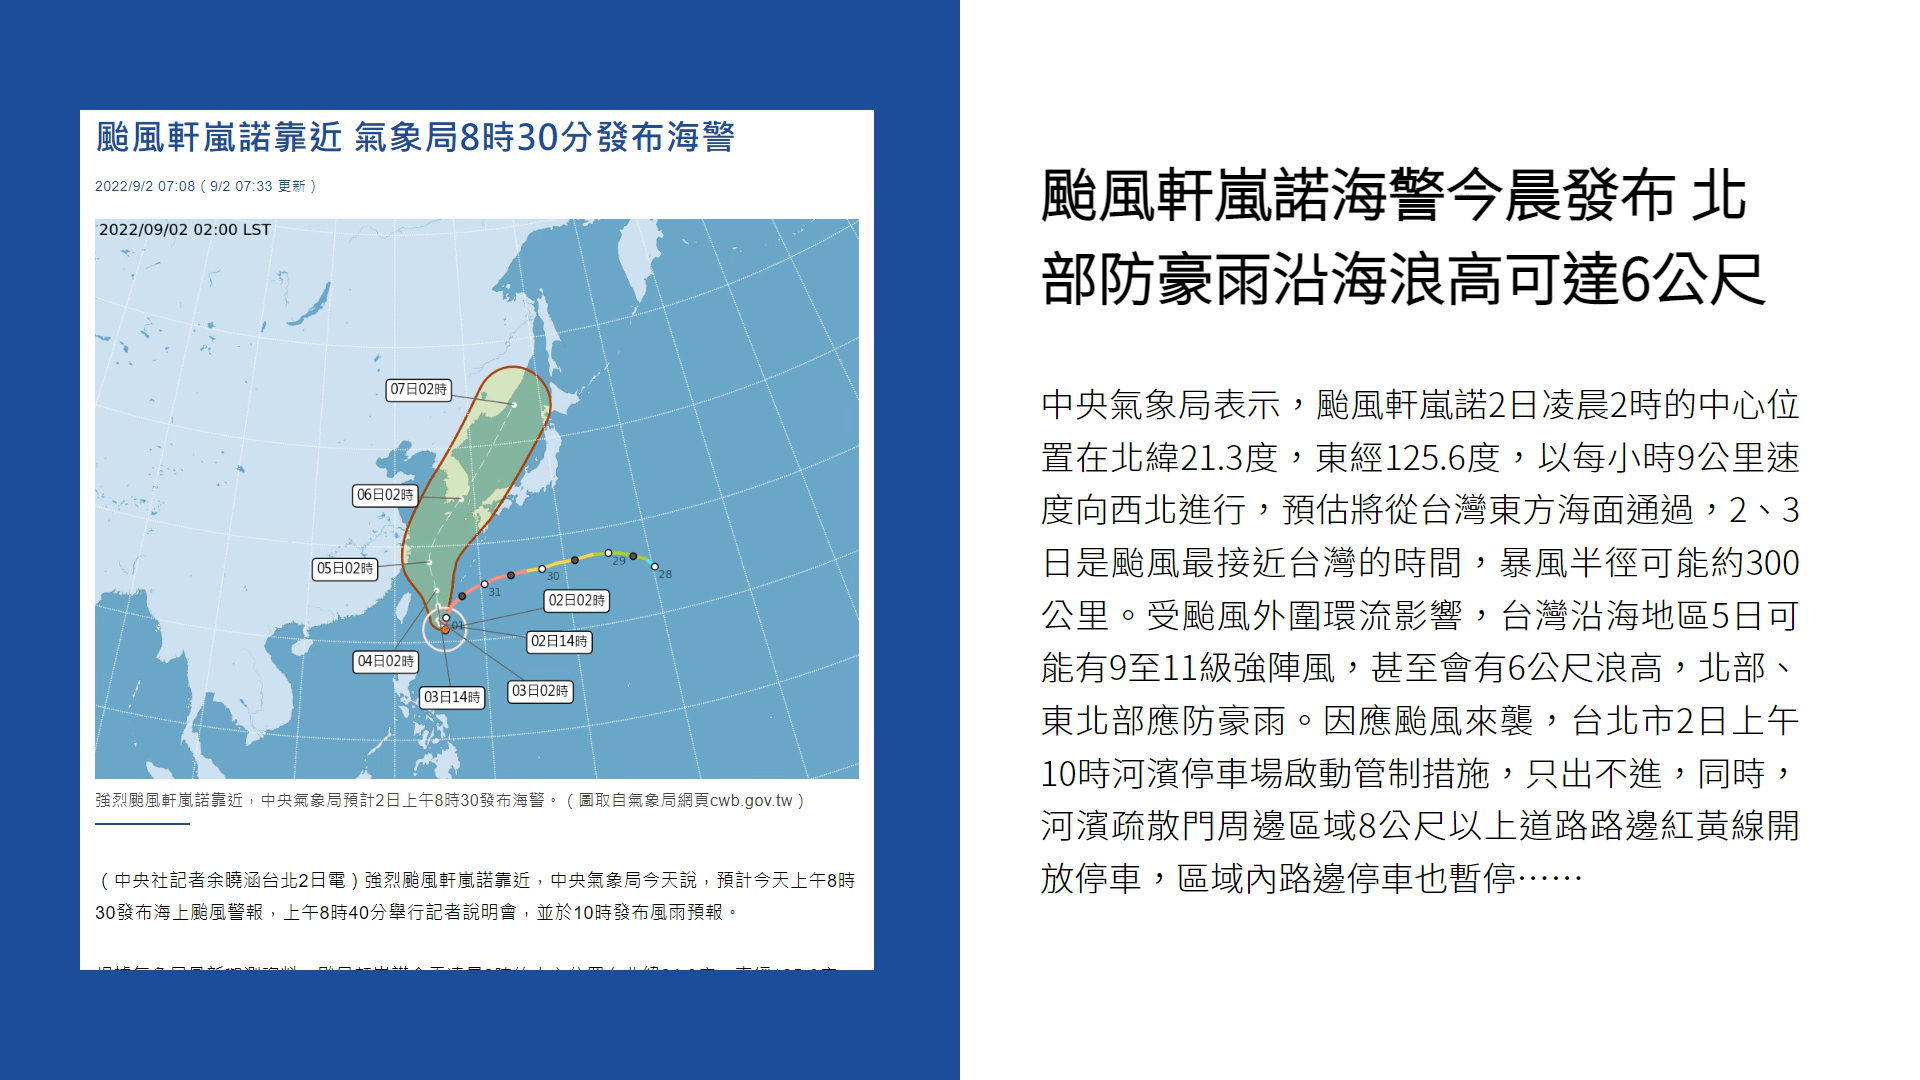 颱風軒嵐諾靠近 氣象局8時30分發布海警
2022/9/2 07:08(9/2 07:33 更新)
2022/09/02 02:00 LST
07日02時
06日02時
05日02時
29
28
30
31
02日02時
01
02日14時
04日02時
03日02時
03日14時
強烈颱風軒嵐諾靠近,中央氣象局預計2日上午8時30發布海警。(圖取自氣象局網頁cwb.gov.tw)
(中央社記者余曉涵台北2日電)強烈颱風軒嵐諾靠近,中央氣象局今天說,預計今天上午8時
30發布海上颱風警報,上午8時40分舉行記者說明會,並於10時發布風雨預報。
颱風軒嵐諾海警今晨發布 北
部防豪雨沿海浪高可達6公尺
中央氣象局表示,颱風軒嵐諾2日凌晨2時的中心位
置在北緯21.3度,東經125.6度,以每小時9公里速
度向西北進行,預估將從台灣東方海面通過,2、3
日是颱風最接近台灣的時間,暴風半徑可能約300
公里。受颱風外圍環流影響,台灣沿海地區5日可
能有9至11級強陣風,甚至會有6公尺浪高,北部、
東北部應防豪雨。因應颱風來襲,台北市2日上午
10時河濱停車場啟動管制措施,只出不進,同時,
河濱疏散門周邊區域8公尺以上道路路邊紅黃線開
放停車,區域內路邊停車也暫停⋯⋯